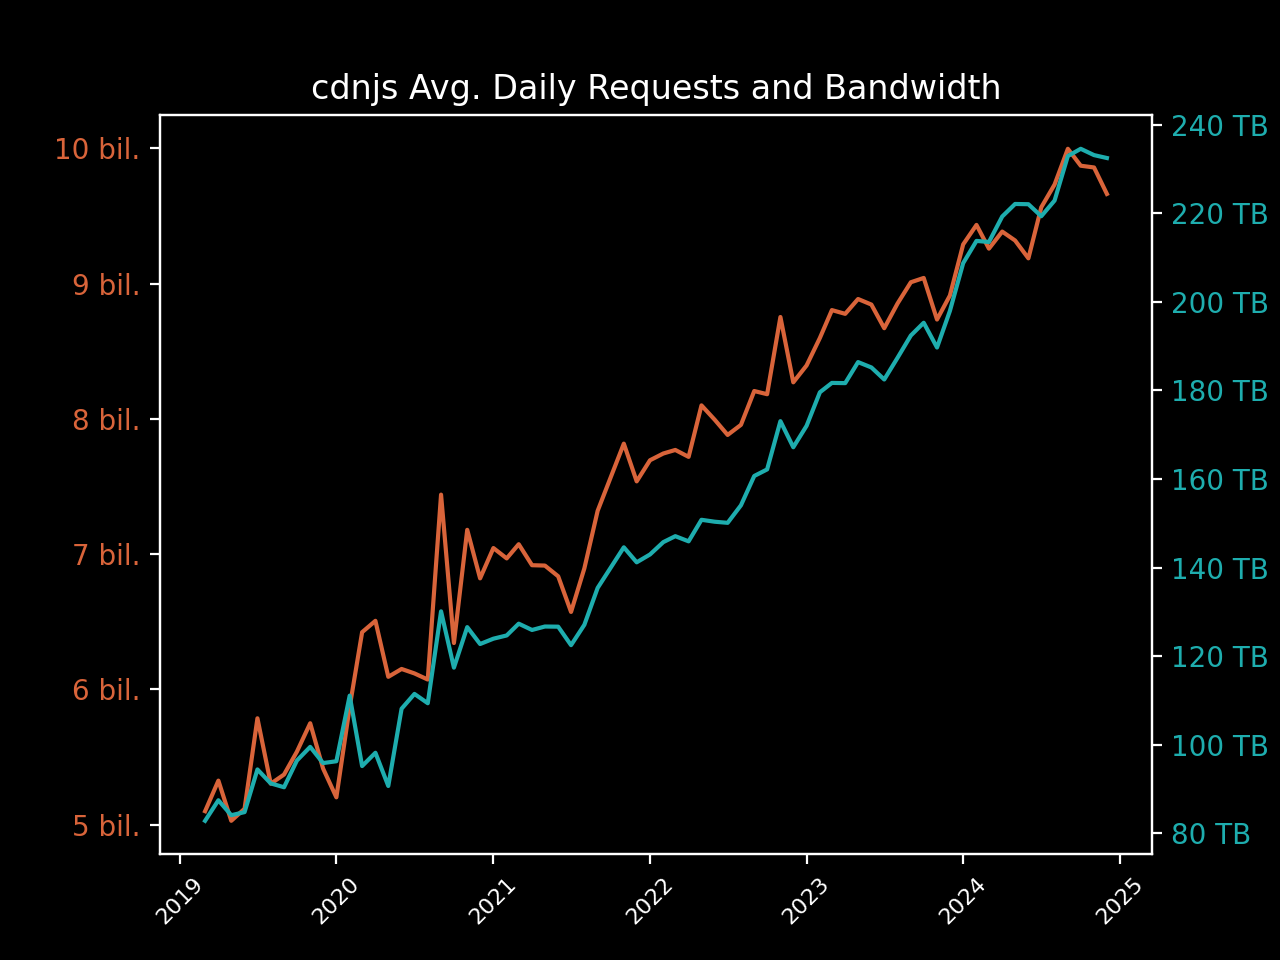 cdnjs Avg. Daily Requests and Bandwidth
10 bil.
9 bil.
8 bil.
7 bil.
6 bil.
5 bil.
240 TB
220 TB
200 TB
180 TB
160 TB
140 TB
120 TB
100 TB
80 TB
2019
2020
2021
2022
2023
2024
2025